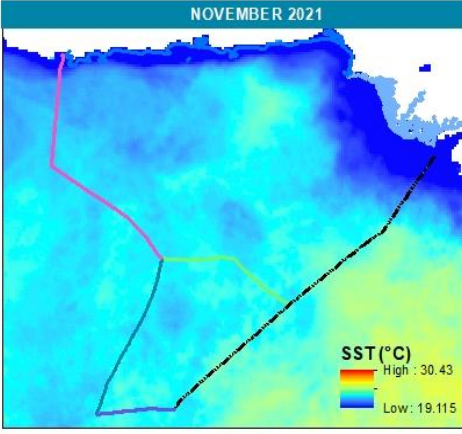 NOVEMBER 2021
SST (°C)
High : 30.43
Low : 19.115